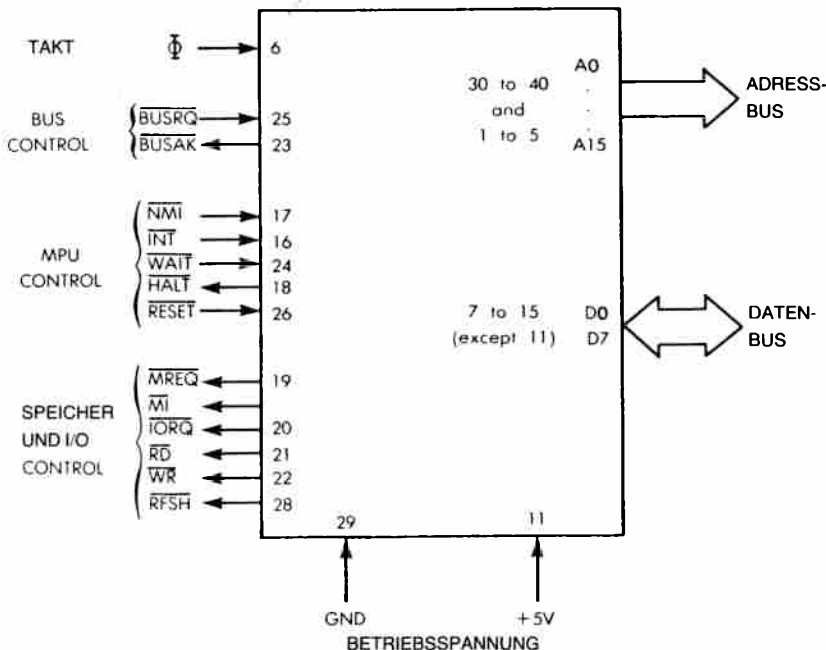 TAKT Φ 6
BUS CONTROL
BUSRQ 25
BUSAK 23
MPU CONTROL
NMI 17
INT 16
WAIT 24
HALT 18
RESET 26
SPEICHER UND I/O CONTROL
MREQ 19
MI
IORQ 20
RD 21
WR 22
RFSH 28
30 to 40
and
1 to 5
A0
.
.
.
A15
ADRESS-
BUS
7 to 15 D0
(except 11) D7
DATEN-
BUS
29 11
GND +5V
BETRIEBSSPANNUNG